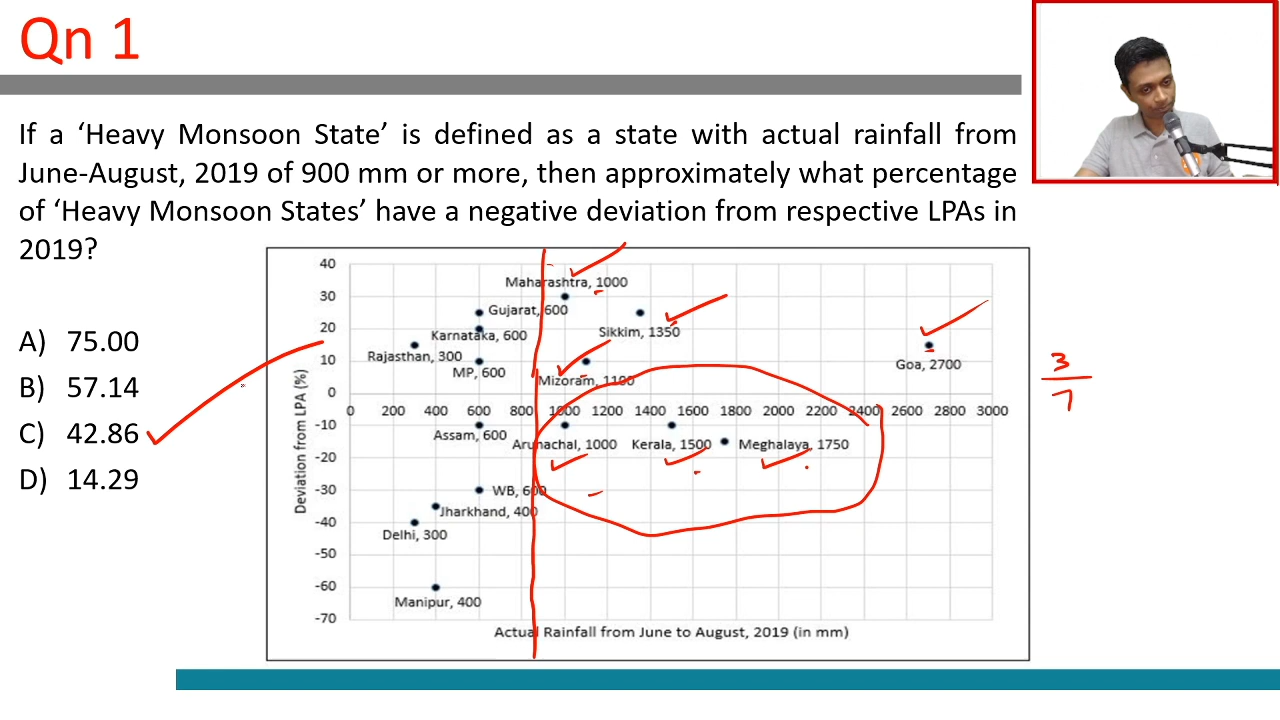 Qn 1
If a ‘Heavy Monsoon State’ is defined as a state with actual rainfall from
June-August, 2019 of 900 mm or more, then approximately what percentage
of ‘Heavy Monsoon States’ have a negative deviation from respective LPAs in
2019?
A) 75.00
B) 57.14
C) 42.86
D) 14.29
Deviation from LPA (%)
40
30
20
10
0
-10
-20
-30
-40
-50
-60
-70
Maharashtra, 1000
Gujarat, 600
Sikkim, 1350
Karnataka, 600
Rajasthan, 300
Goa, 2700
MP, 600
Mizoram, 1100
0 200 400 600 800 1000 1200 1400 1600 1800 2000 2200 2400 2600 2800 3000
Assam, 600
Arunachal, 1000
Kerala, 1500
Meghalaya, 1750
WB, 600
Jharkhand, 400
Delhi, 300
Manipur, 400
Actual Rainfall from June to August, 2019 (in mm)
3
7